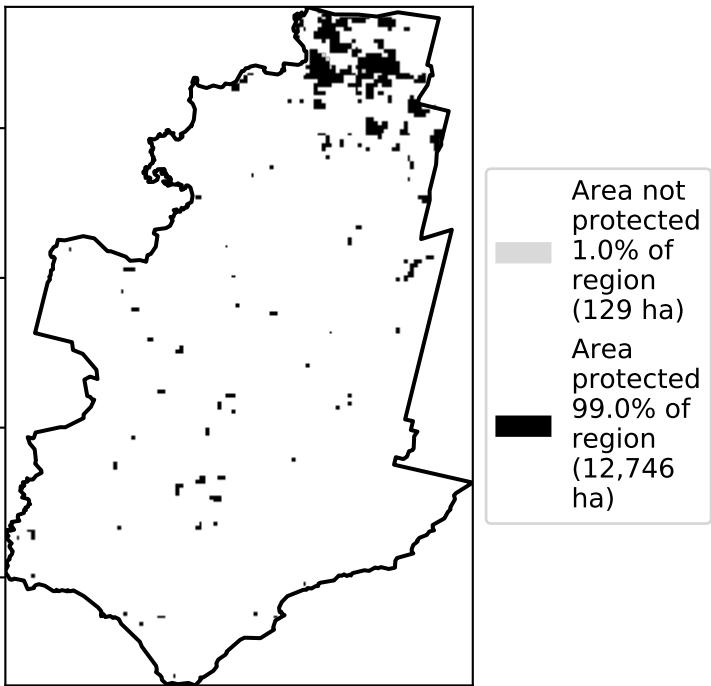 Area not
protected
1.0% of
region
(129 ha)
Area
protected
99.0% of
region
(12,746
ha)